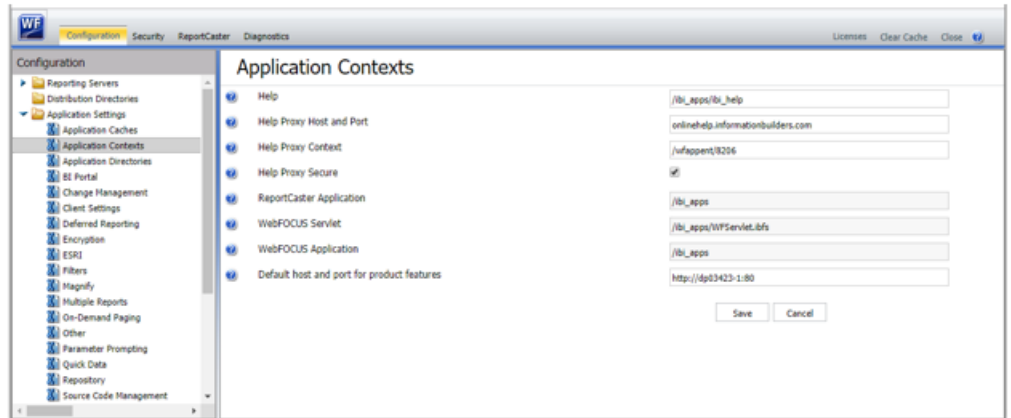 WF
Configuration Security ReportCaster Diagnostics Licenses Clear Cache Close
Configuration
Reporting Servers
Distribution Directories
Application Settings
Application Caches
Application Contexts
Application Directories
BI Portal
Change Management
Client Settings
Deferred Reporting
Encryption
ESRI
Filters
Magnify
Multiple Reports
On-Demand Paging
Other
Parameter Prompting
Quick Data
Repository
Source Code Management
Application Contexts
Help /ibi_apps/ibi_help
Help Proxy Host and Port onlinehelp.informationbuilders.com
Help Proxy Context /wfappent/8206
Help Proxy Secure
ReportCaster Application /ibi_apps
WebFOCUS Servlet /ibi_apps/WFServlet.ibfs
WebFOCUS Application /ibi_apps
Default host and port for product features http://dp03423-1:80
Save Cancel